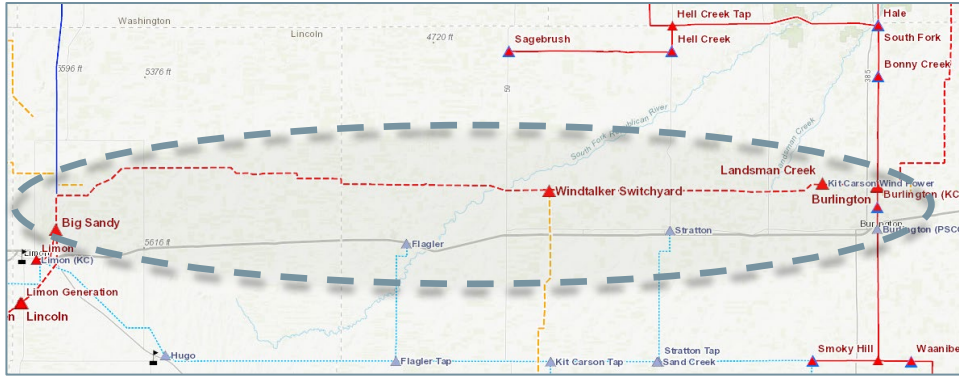 Washington
Lincoln
Hell Creek Tap
Hale
4720 ft
Sagebrush
Hell Creek
South Fork
Bonny Creek
5596 ft
5376 ft
59
385
South Fork Republican River
Landsman Creek
Landsman Creek
Kit-Carson Wind Power
Windtalker Switchyard
Burlington (KC
Burlington
Big Sandy
Burlington
Stratton
Burlington (PSCO
5616 ft
Flagler
Limon
Limon (KC)
Limon Generation
Lincoln
Hugo
Flagler Tap
Kit Carson Tap
Stratton Tap
Sand Creek
Smoky Hill
Waanibe